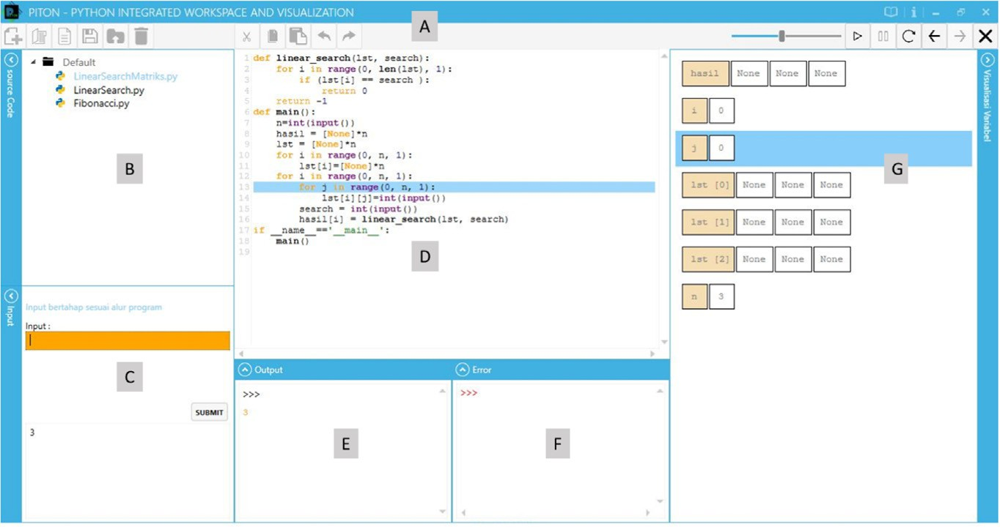 PITON - PYTHON INTEGRATED WORKSPACE AND VISUALIZATION
A
source Code
Default
LinearSearchMatriks.py
LinearSearch.py
Fibonacci.py
B
Input
Input bertahap sesuai alur program
Input :
C
SUBMIT
3
1 def linear_search(lst, search):
2     for i in range(0, len(lst), 1):
3         if (lst[i] == search ):
4             return 0
5     return -1
6 def main():
7     n=int(input())
8     hasil = [None]*n
9     lst = [None]*n
10     for i in range(0, n, 1):
11         lst[i]=[None]*n
12     for i in range(0, n, 1):
13         for j in range(0, n, 1):
14             lst[i][j]=int(input())
15         search = int(input())
16         hasil[i] = linear_search(lst, search)
17 if __name__=='__main__':
18     main()
19
D
Output
>>>
3
E
Error
>>>
F
hasil None None None
i 0
j 0
G
lst [0] None None None
lst [1] None None None
lst [2] None None None
n 3
Visualisasi Variabel